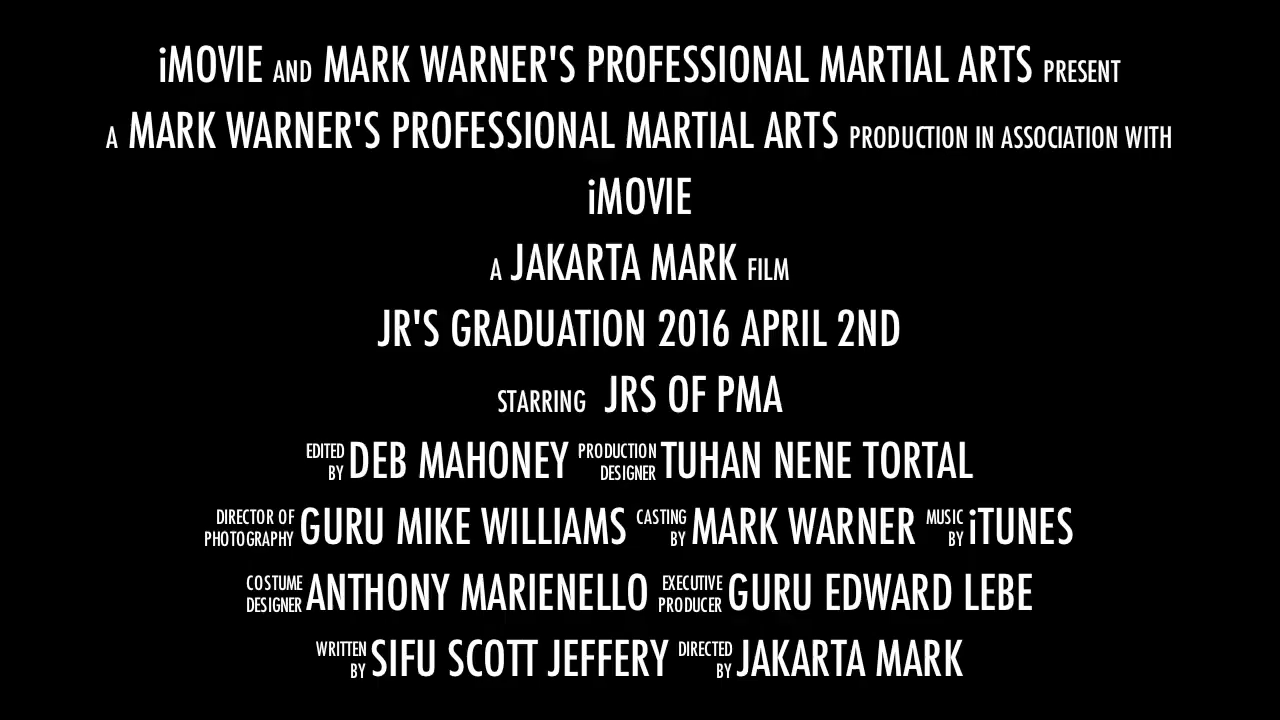 iMOVIE AND MARK WARNER'S PROFESSIONAL MARTIAL ARTS PRESENT
A MARK WARNER'S PROFESSIONAL MARTIAL ARTS PRODUCTION IN ASSOCIATION WITH
iMOVIE
A JAKARTA MARK FILM
JR'S GRADUATION 2016 APRIL 2ND
STARRING JRS OF PMA
EDITED BY DEB MAHONEY PRODUCTION DESIGNER TUHAN NENE TORTAL
DIRECTOR OF PHOTOGRAPHY GURU MIKE WILLIAMS CASTING BY MARK WARNER MUSIC BY iTUNES
COSTUME DESIGNER ANTHONY MARIENELLO EXECUTIVE PRODUCER GURU EDWARD LEBE
WRITTEN BY SIFU SCOTT JEFFERY DIRECTED BY JAKARTA MARK